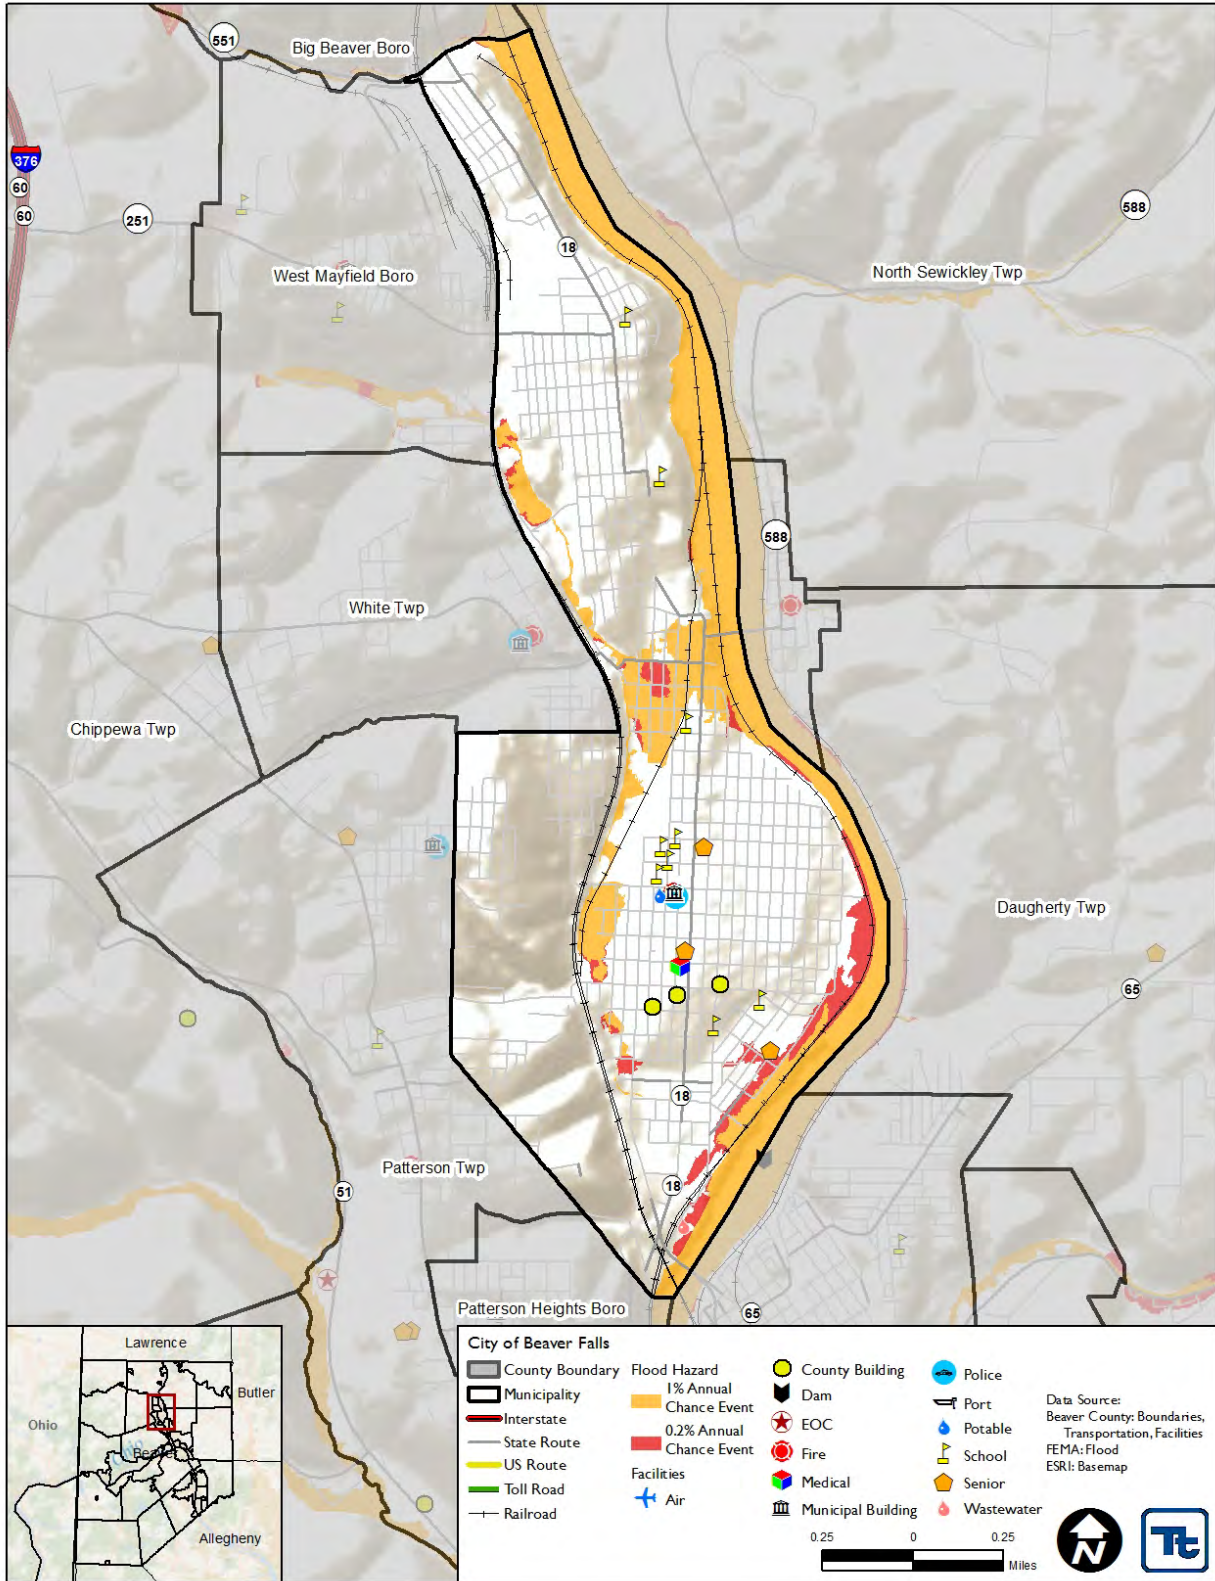 551
Big Beaver Boro
376
60
60
251
588
18
North Sewickley Twp
West Mayfield Boro
588
White Twp
Chippewa Twp
Daugherty Twp
65
18
Patterson Twp
18
51
Patterson Heights Boro
65
Lawrence
Butler
Ohio
Ohio
Beaver
Allegheny
City of Beaver Falls
County Boundary
Municipality
Interstate
State Route
US Route
Toll Road
Railroad
Flood Hazard
1% Annual
Chance Event
0.2% Annual
Chance Event
Facilities
Air
County Building
Dam
EOC
Fire
Medical
Municipal Building
Police
Port
Potable
School
Senior
Wastewater
Data Source:
Beaver County: Boundaries,
Transportation, Facilities
FEMA: Flood
ESRI: Basemap
0.25
0
0.25
Miles
N
Tt